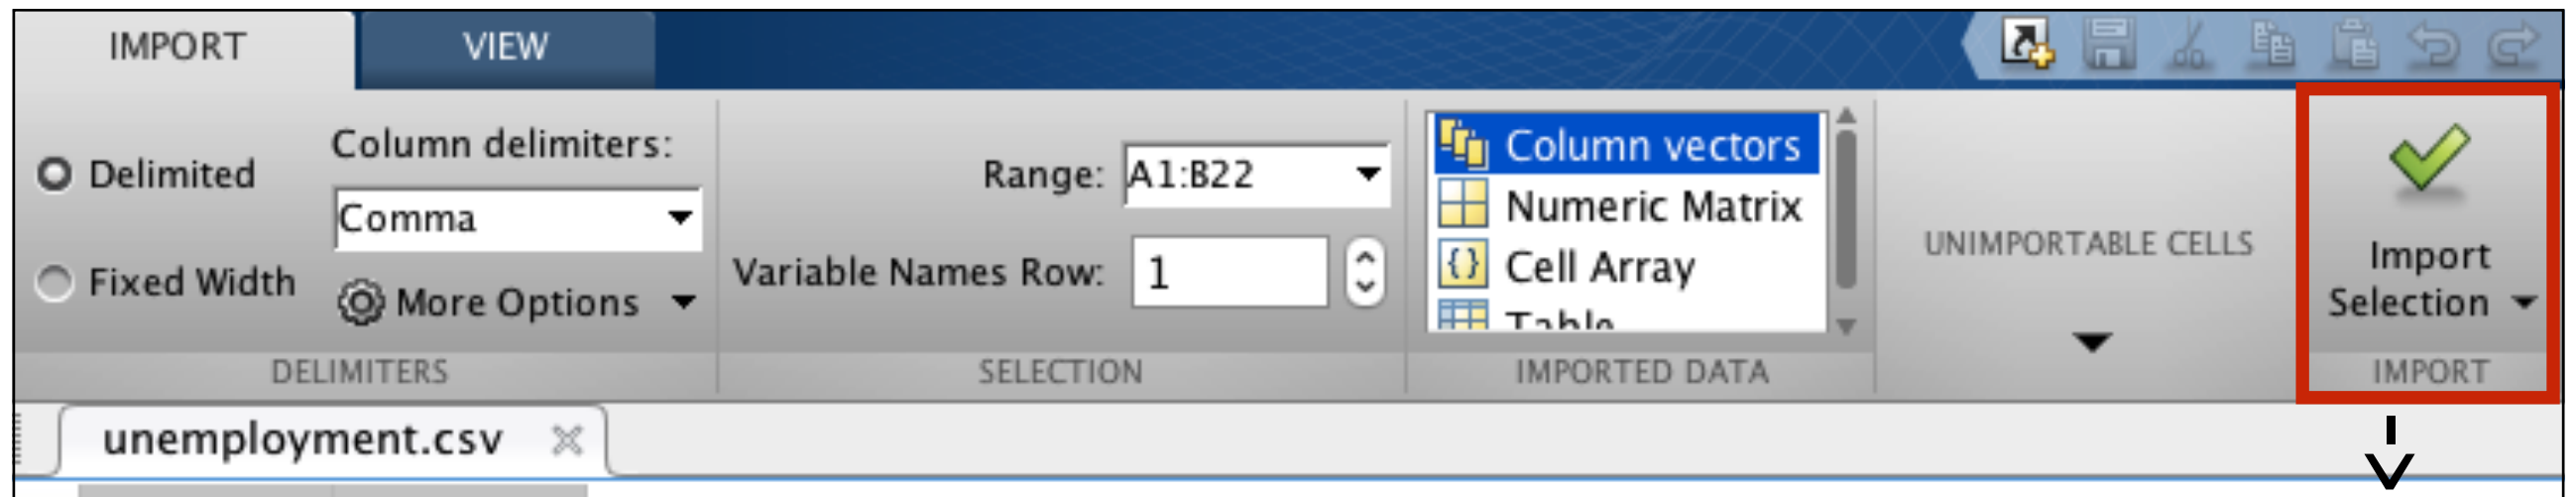 IMPORT
VIEW
Delimited
Fixed Width
Column delimiters:
Comma
More Options
DELIMITERS
Range: A1:B22
Variable Names Row: 1
SELECTION
Column vectors
Numeric Matrix
{} Cell Array
Table
IMPORTED DATA
UNIMPORTABLE CELLS
Import
Selection
IMPORT
unemployment.csv